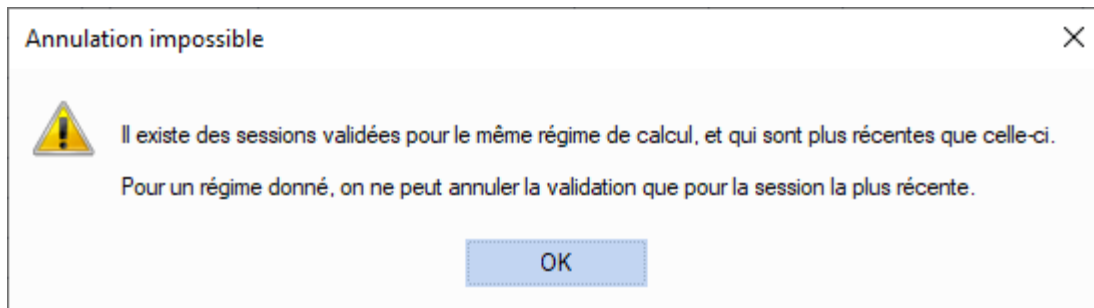 Annulation impossible
Il existe des sessions validées pour le même régime de calcul, et qui sont plus récentes que celle-ci.
Pour un régime donné, on ne peut annuler la validation que pour la session la plus récente.
OK